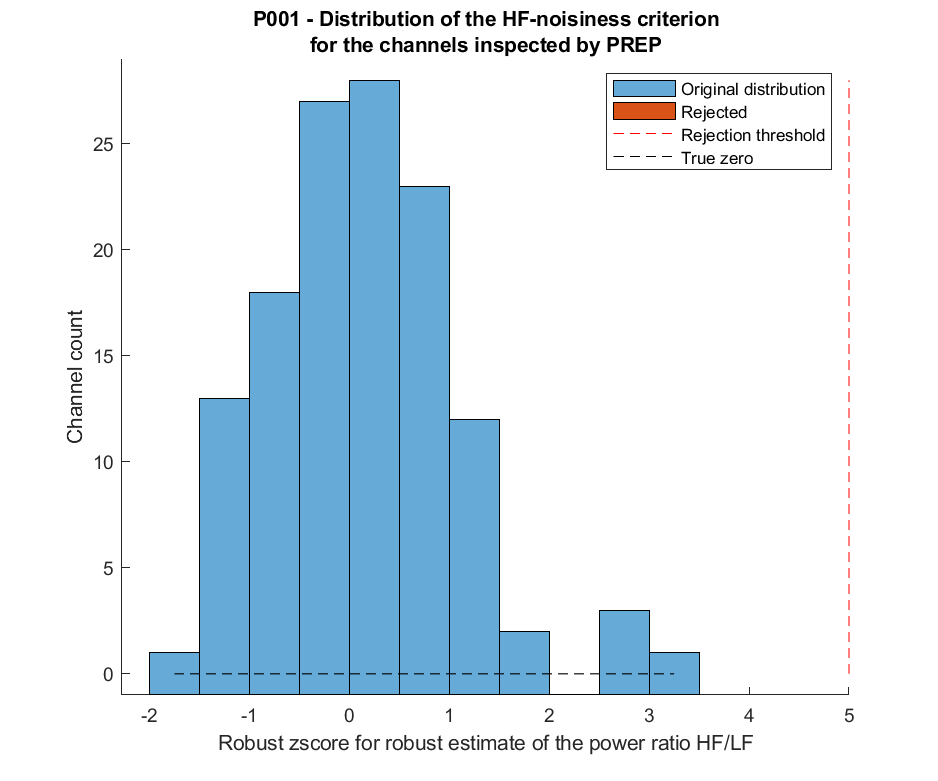 P001 - Distribution of the HF-noisiness criterion
for the channels inspected by PREP
Original distribution
Rejected
Rejection threshold
True zero
Channel count
25
20
15
10
5
0
-2 -1 0 1 2 3 4 5
Robust zscore for robust estimate of the power ratio HF/LF